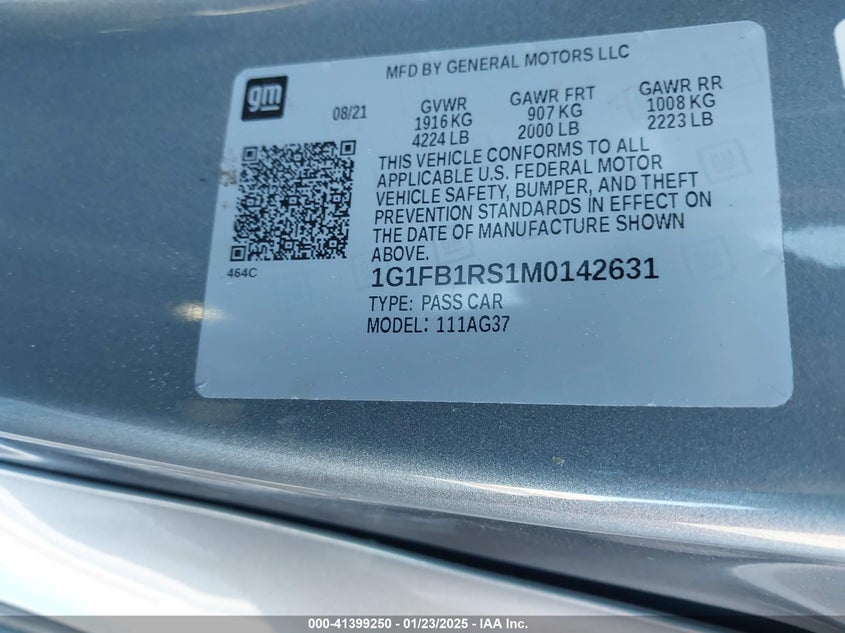 MFD BY GENERAL MOTORS LLC
gm
08/21
GVWR GAWR FRT GAWR RR
1916 KG 907 KG 1008 KG
4224 LB 2000 LB 2223 LB
THIS VEHICLE CONFORMS TO ALL
APPLICABLE U.S. FEDERAL MOTOR
VEHICLE SAFETY, BUMPER, AND THEFT
PREVENTION STANDARDS IN EFFECT ON
THE DATE OF MANUFACTURE SHOWN
ABOVE.
464C
1G1FB1RS1M0142631
TYPE: PASS CAR
MODEL: 111AG37
000-41399250 - 01/23/2025 - IAA Inc.